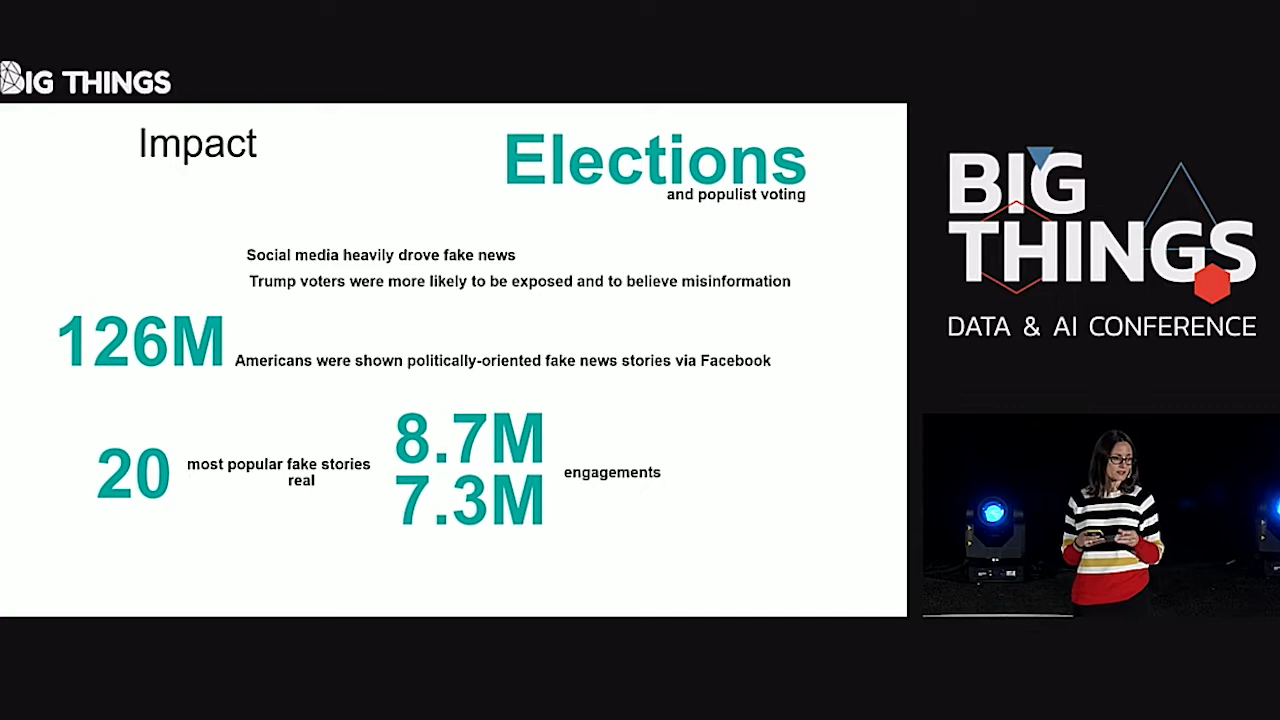 BIG THINGS
Impact
Elections
and populist voting
Social media heavily drove fake news
Trump voters were more likely to be exposed and to believe misinformation
126M
Americans were shown politically-oriented fake news stories via Facebook
20
most popular fake stories
real
8.7M
7.3M
engagements
BIG
THINGS
DATA & AI CONFERENCE